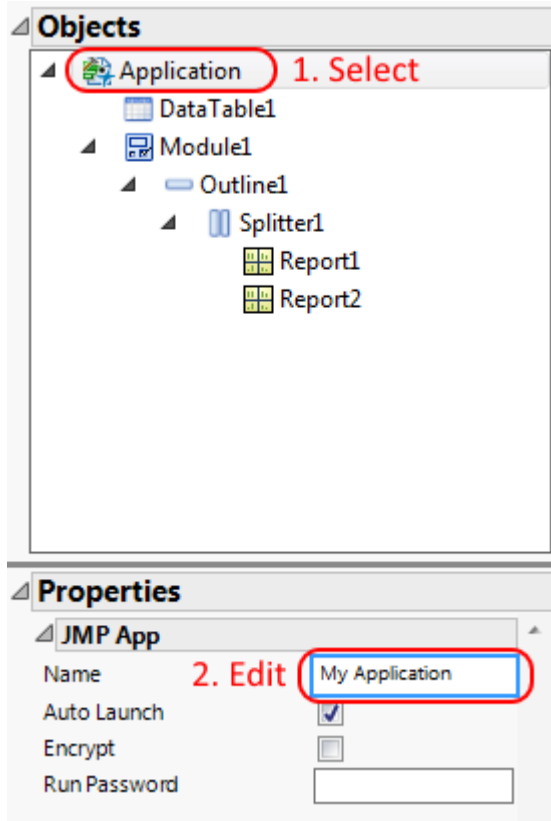 Objects
Application 1. Select
DataTable1
Module1
Outline1
Splitter1
Report1
Report2
Properties
JMP App
Name 2. Edit My Application
Auto Launch
Encrypt
Run Password